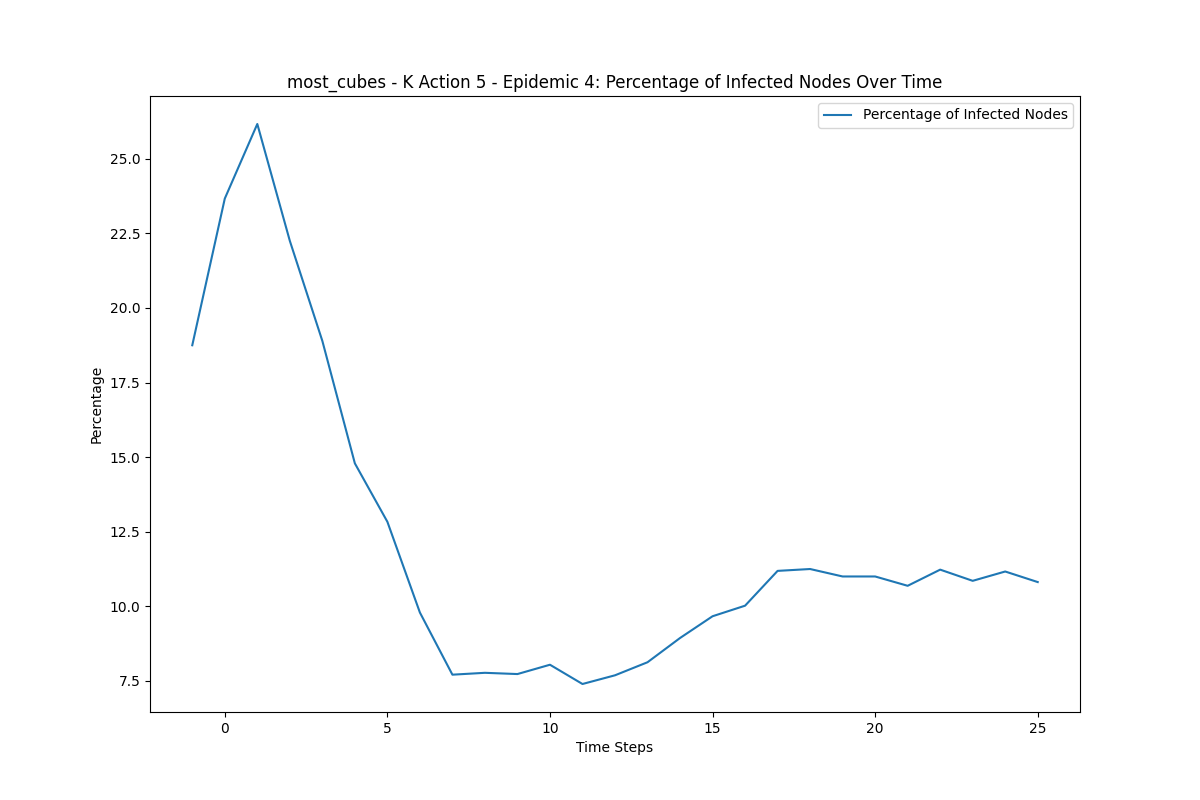 most_cubes - K Action 5 - Epidemic 4: Percentage of Infected Nodes Over Time
Percentage of Infected Nodes
25.0
22.5
20.0
17.5
15.0
12.5
10.0
7.5
Percentage
0 5 10 15 20 25
Time Steps